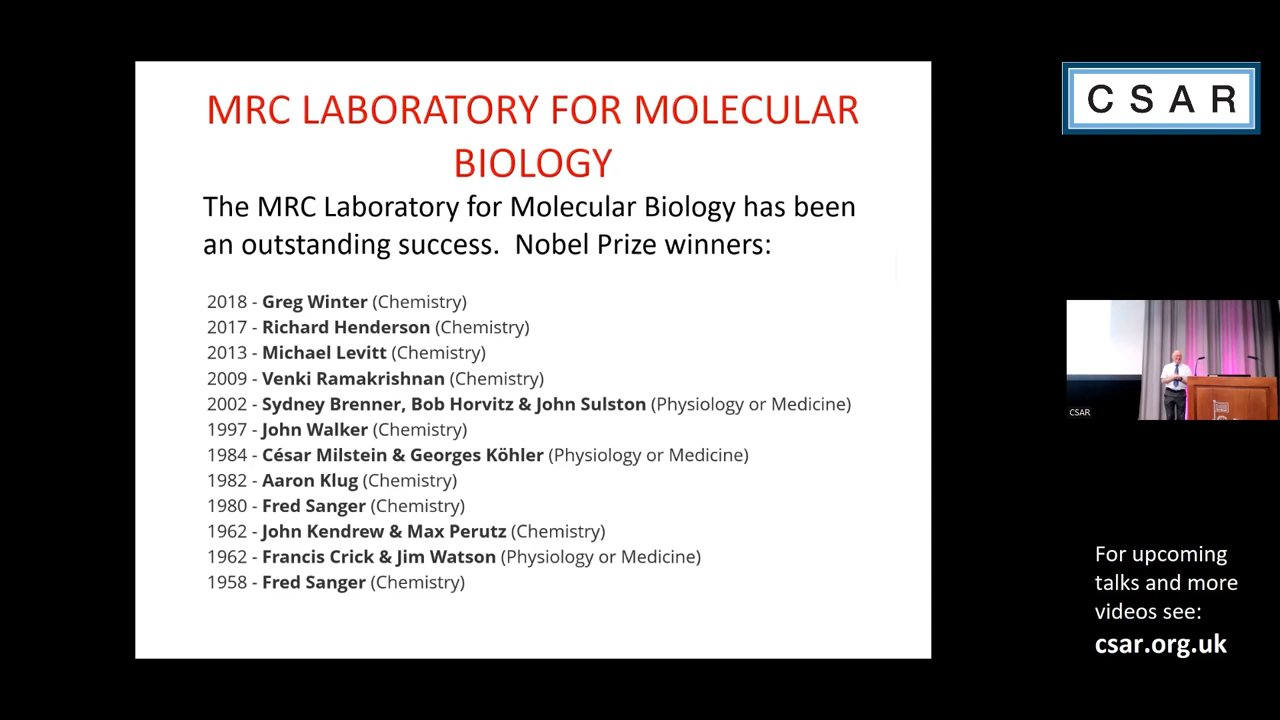 MRC LABORATORY FOR MOLECULAR
BIOLOGY
The MRC Laboratory for Molecular Biology has been
an outstanding success.  Nobel Prize winners:
2018 - Greg Winter (Chemistry)
2017 - Richard Henderson (Chemistry)
2013 - Michael Levitt (Chemistry)
2009 - Venki Ramakrishnan (Chemistry)
2002 - Sydney Brenner, Bob Horvitz & John Sulston (Physiology or Medicine)
1997 - John Walker (Chemistry)
1984 - César Milstein & Georges Köhler (Physiology or Medicine)
1982 - Aaron Klug (Chemistry)
1980 - Fred Sanger (Chemistry)
1962 - John Kendrew & Max Perutz (Chemistry)
1962 - Francis Crick & Jim Watson (Physiology or Medicine)
1958 - Fred Sanger (Chemistry)
CSAR
CSAR
For upcoming
talks and more
videos see:
csar.org.uk